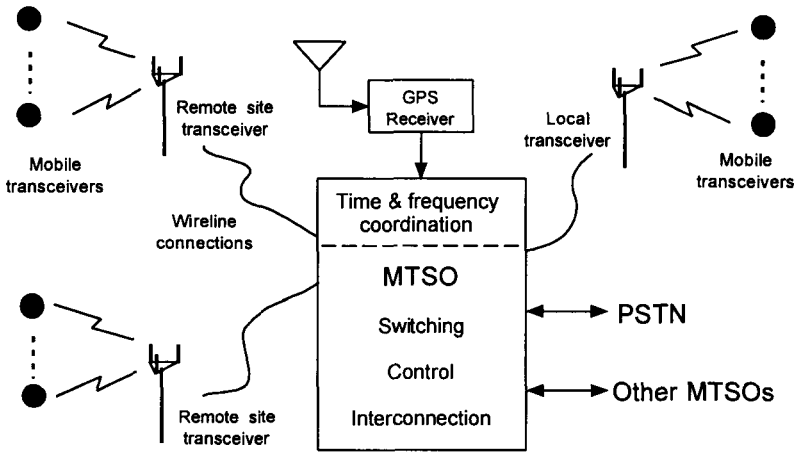 GPS
Receiver
Remote site
transceiver
Local
transceiver
Mobile
transceivers
Mobile
transceivers
Wireline
connections
Time & frequency
coordination
MTSO
Switching
Control
Interconnection
PSTN
Other MTSOs
Remote site
transceiver